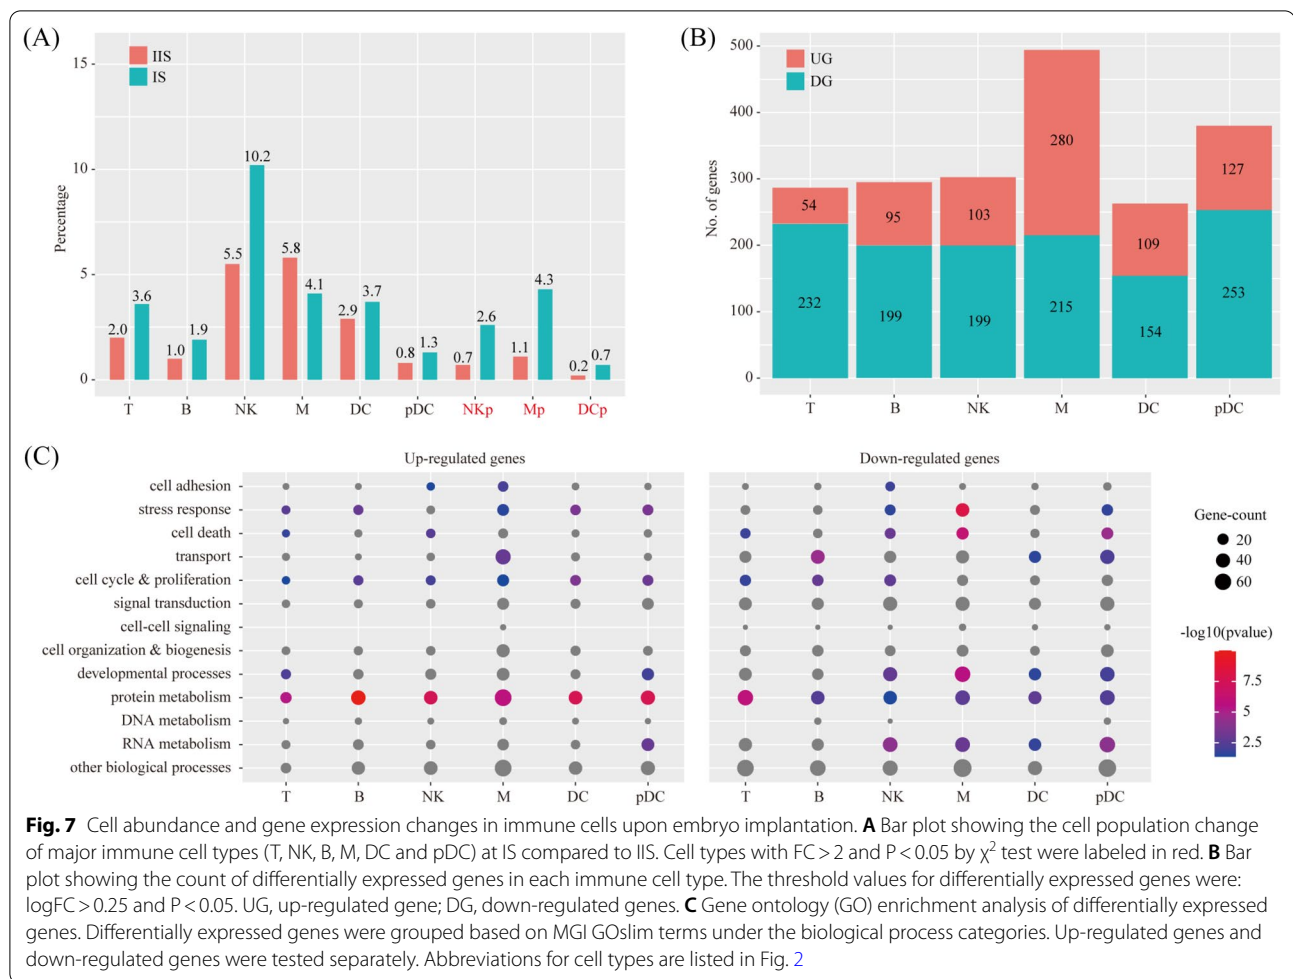 (A)
IIS
IS
Percentage
15
10
5
0
2.0
3.6
1.0
1.9
5.5
10.2
5.8
4.1
2.9
3.7
0.8
1.3
0.7
2.6
1.1
4.3
0.2
0.7
T B NK M DC pDC NKp Mp DCp
(B)
UG
DG
No. of genes
500
400
300
200
100
0
54
232
95
199
103
199
280
215
109
154
127
253
T B NK M DC pDC
(C)
Up-regulated genes
Down-regulated genes
cell adhesion
stress response
cell death
transport
cell cycle & proliferation
signal transduction
cell-cell signaling
cell organization & biogenesis
developmental processes
protein metabolism
DNA metabolism
RNA metabolism
other biological processes
T B NK M DC pDC
T B NK M DC pDC
Gene-count
20
40
60
-log10(pvalue)
7.5
5
2.5
Fig. 7 Cell abundance and gene expression changes in immune cells upon embryo implantation. A Bar plot showing the cell population change
of major immune cell types (T, NK, B, M, DC and pDC) at IS compared to IIS. Cell types with FC > 2 and P < 0.05 by χ² test were labeled in red. B Bar
plot showing the count of differentially expressed genes in each immune cell type. The threshold values for differentially expressed genes were:
logFC > 0.25 and P < 0.05. UG, up-regulated gene; DG, down-regulated genes. C Gene ontology (GO) enrichment analysis of differentially expressed
genes. Differentially expressed genes were grouped based on MGI GOslim terms under the biological process categories. Up-regulated genes and
down-regulated genes were tested separately. Abbreviations for cell types are listed in Fig. 2